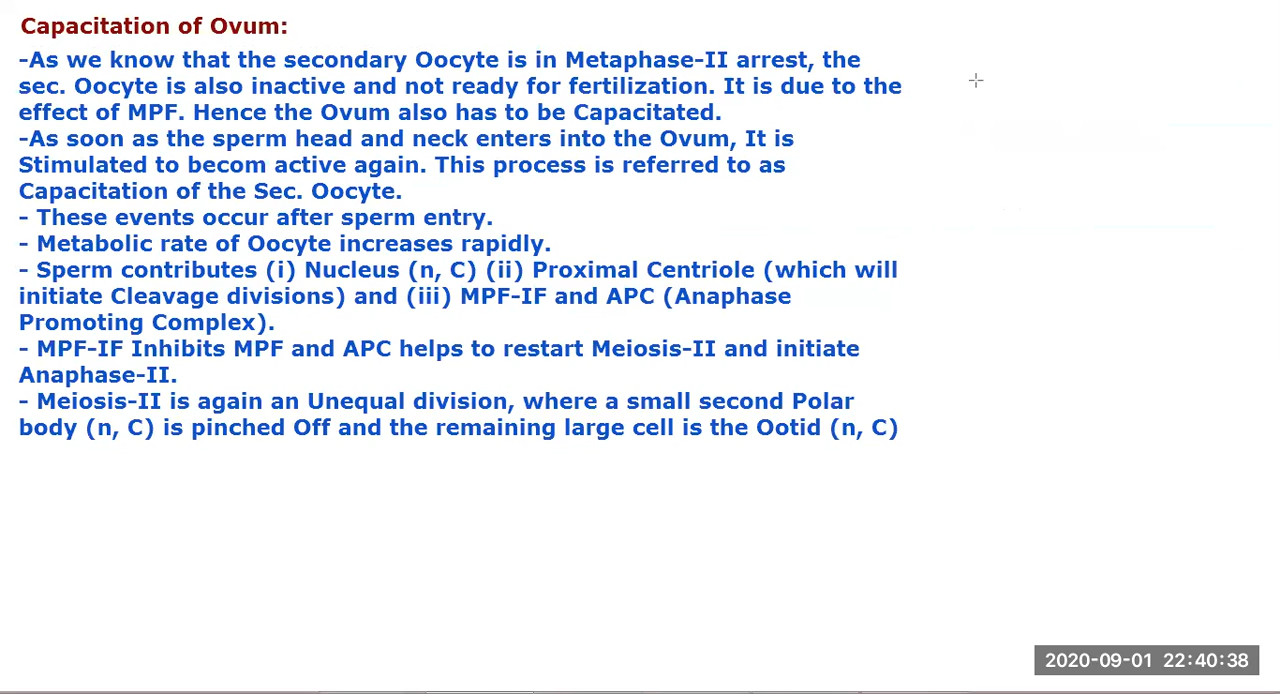 Capacitation of Ovum:
-As we know that the secondary Oocyte is in Metaphase-II arrest, the
sec. Oocyte is also inactive and not ready for fertilization. It is due to the
effect of MPF. Hence the Ovum also has to be Capacitated.
-As soon as the sperm head and neck enters into the Ovum, It is
Stimulated to becom active again. This process is referred to as
Capacitation of the Sec. Oocyte.
- These events occur after sperm entry.
- Metabolic rate of Oocyte increases rapidly.
- Sperm contributes (i) Nucleus (n, C) (ii) Proximal Centriole (which will
initiate Cleavage divisions) and (iii) MPF-IF and APC (Anaphase
Promoting Complex).
- MPF-IF Inhibits MPF and APC helps to restart Meiosis-II and initiate
Anaphase-II.
- Meiosis-II is again an Unequal division, where a small second Polar
body (n, C) is pinched Off and the remaining large cell is the Ootid (n, C)
2020-09-01 22:40:38